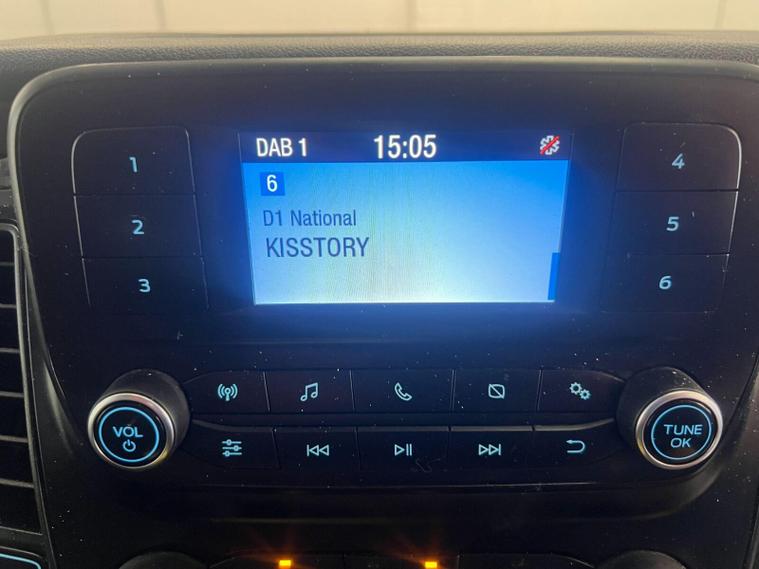 DAB 1 15:05
6
D1 National
KISSTORY
1
2
3
4
5
6
VOL
TUNE
OK